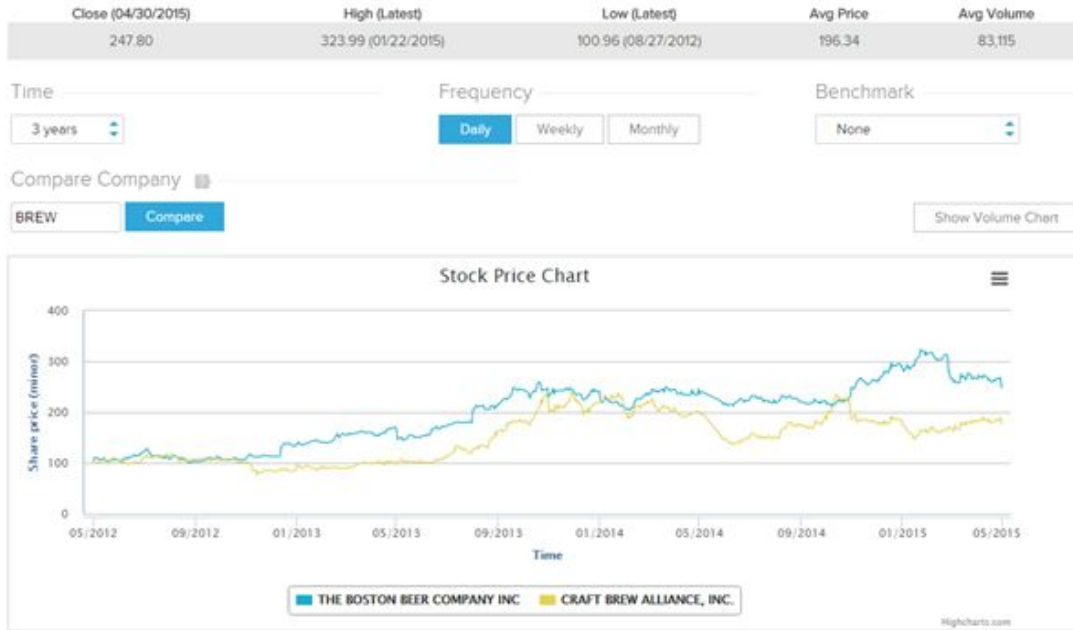 Close (04/30/2015) High (Latest) Low (Latest) Avg Price Avg Volume
247.80 323.99 (01/22/2015) 100.96 (08/27/2012) 196.34 83,115
Time Frequency Benchmark
3 years Daily Weekly Monthly None
Compare Company
BREW Compare Show Volume Chart
Stock Price Chart
400
300
200
100
0
Share price (minor)
05/2012 09/2012 01/2013 05/2013 09/2013 01/2014 05/2014 09/2014 01/2015 05/2015
Time
THE BOSTON BEER COMPANY INC CRAFT BREW ALLIANCE, INC.
Highcharts.com